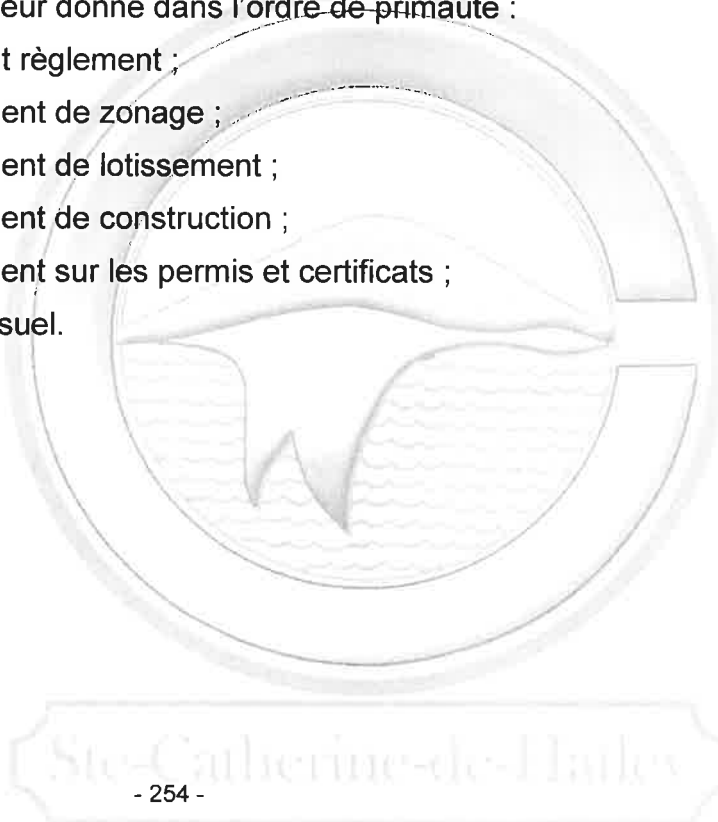 eur donné dans l'ordre de primauté :
t règlement ;
ent de zonage ;
ent de lotissement ;
ent de construction ;
ent sur les permis et certificats ;
suel.
Ste-Catherine-de-Hatley
- 254 -